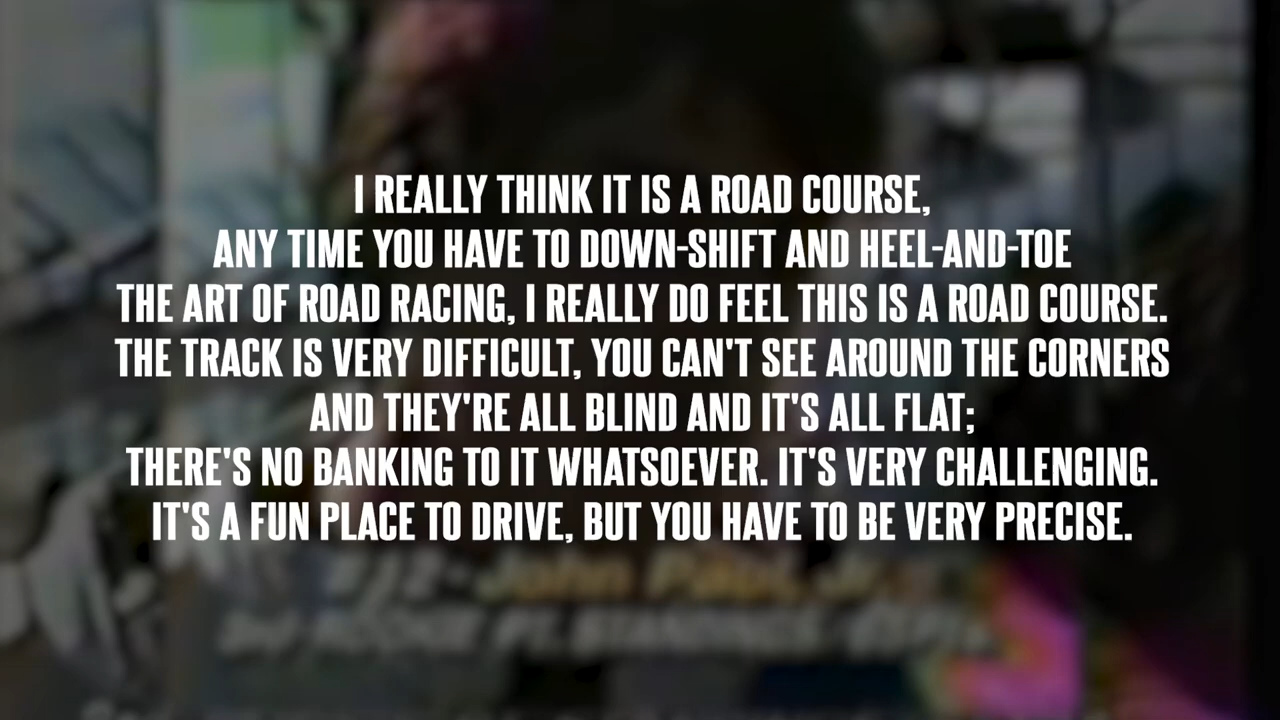 I REALLY THINK IT IS A ROAD COURSE,
ANY TIME YOU HAVE TO DOWN-SHIFT AND HEEL-AND-TOE
THE ART OF ROAD RACING, I REALLY DO FEEL THIS IS A ROAD COURSE.
THE TRACK IS VERY DIFFICULT, YOU CAN'T SEE AROUND THE CORNERS
AND THEY'RE ALL BLIND AND IT'S ALL FLAT;
THERE'S NO BANKING TO IT WHATSOEVER. IT'S VERY CHALLENGING.
IT'S A FUN PLACE TO DRIVE, BUT YOU HAVE TO BE VERY PRECISE.
John Paul, Jr.